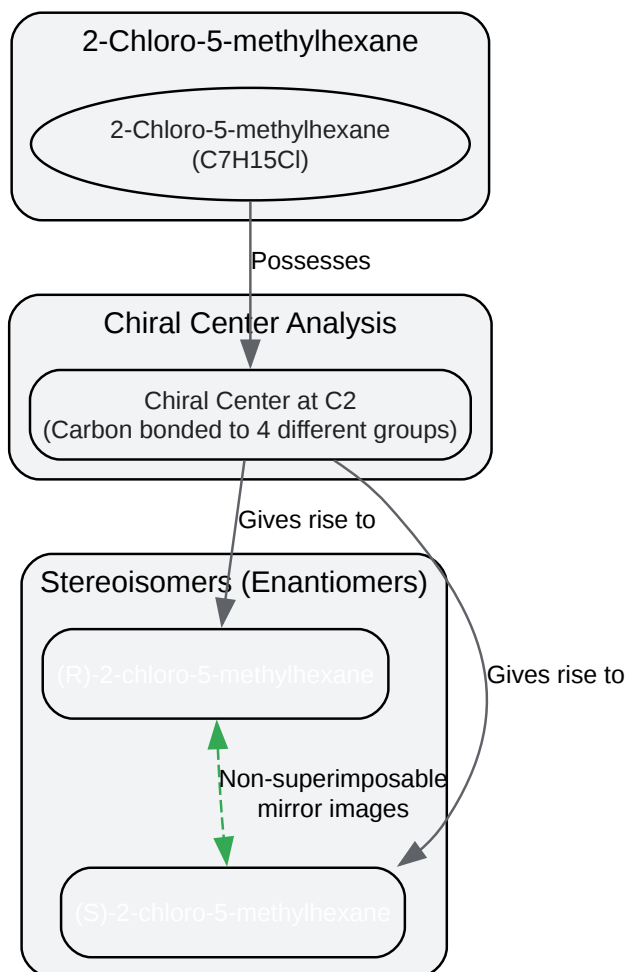 2-Chloro-5-methylhexane
2-Chloro-5-methylhexane
(C7H15Cl)
Possesses
Chiral Center Analysis
Chiral Center at C2
(Carbon bonded to 4 different groups)
Gives rise to
Stereoisomers (Enantiomers)
(R)-2-chloro-5-methylhexane
Gives rise to
Non-superimposable
mirror images
(S)-2-chloro-5-methylhexane